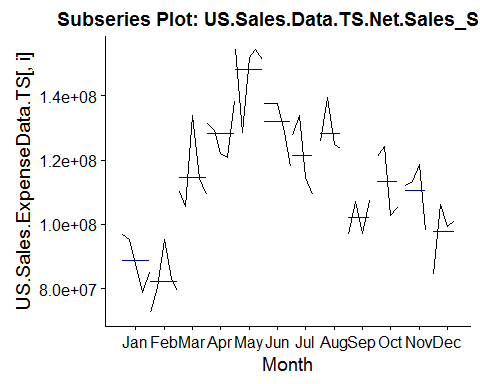 Subseries Plot: US.Sales.Data.TS.Net.Sales_S
US.Sales.ExpenseData.TS[, i]
1.4e+08
1.2e+08
1.0e+08
8.0e+07
Jan Feb Mar Apr May Jun Jul Aug Sep Oct Nov Dec
Month